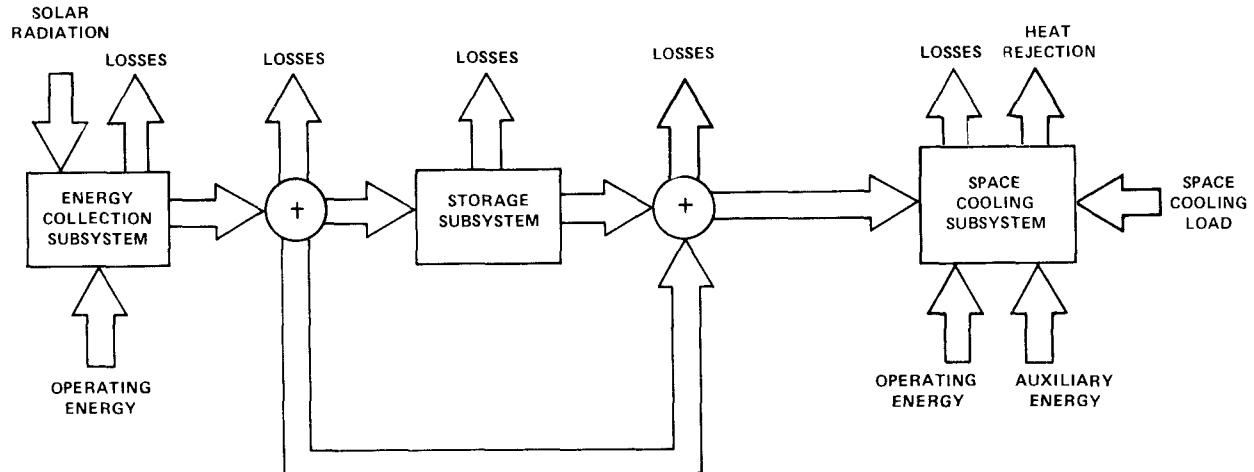 SOLAR
RADIATION
LOSSES
LOSSES
LOSSES
LOSSES
LOSSES
HEAT
REJECTION
ENERGY
COLLECTION
SUBSYSTEM
+
STORAGE
SUBSYSTEM
+
SPACE
COOLING
SUBSYSTEM
SPACE
COOLING
LOAD
OPERATING
ENERGY
OPERATING
ENERGY
AUXILIARY
ENERGY